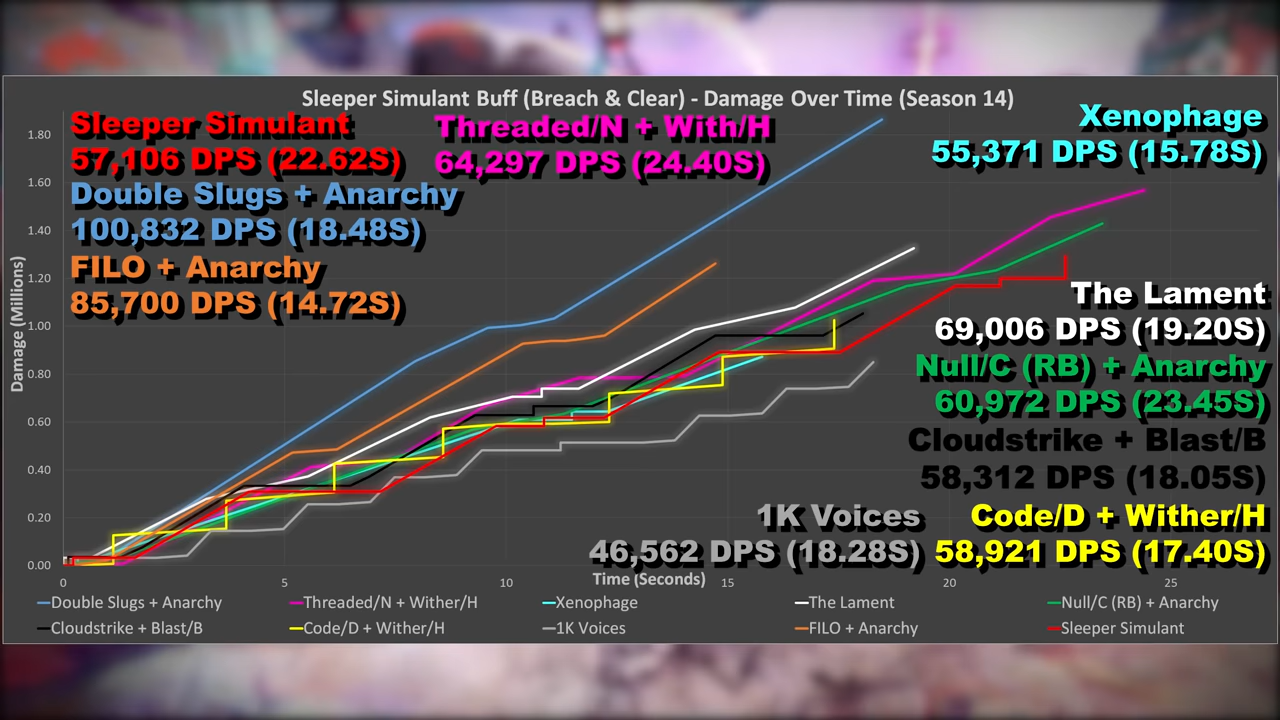 Sleeper Simulant Buff (Breach & Clear) - Damage Over Time (Season 14)
Sleeper Simulant
57,106 DPS (22.62S)
Double Slugs + Anarchy
100,832 DPS (18.48S)
FILO + Anarchy
85,700 DPS (14.72S)
Threaded/N + With/H
64,297 DPS (24.40S)
Xenophage
55,371 DPS (15.78S)
The Lament
69,006 DPS (19.20S)
Null/C (RB) + Anarchy
60,972 DPS (23.45S)
Cloudstrike + Blast/B
58,312 DPS (18.05S)
1K Voices
46,562 DPS (18.28S)
Code/D + Wither/H
58,921 DPS (17.40S)
Damage (Millions)
1.80
1.60
1.40
1.20
1.00
0.80
0.60
0.40
0.20
0.00
0 5 10 15 20 25
Time (Seconds)
Double Slugs + Anarchy Threaded/N + Wither/H Xenophage The Lament Null/C (RB) + Anarchy
Cloudstrike + Blast/B Code/D + Wither/H 1K Voices FILO + Anarchy Sleeper Simulant